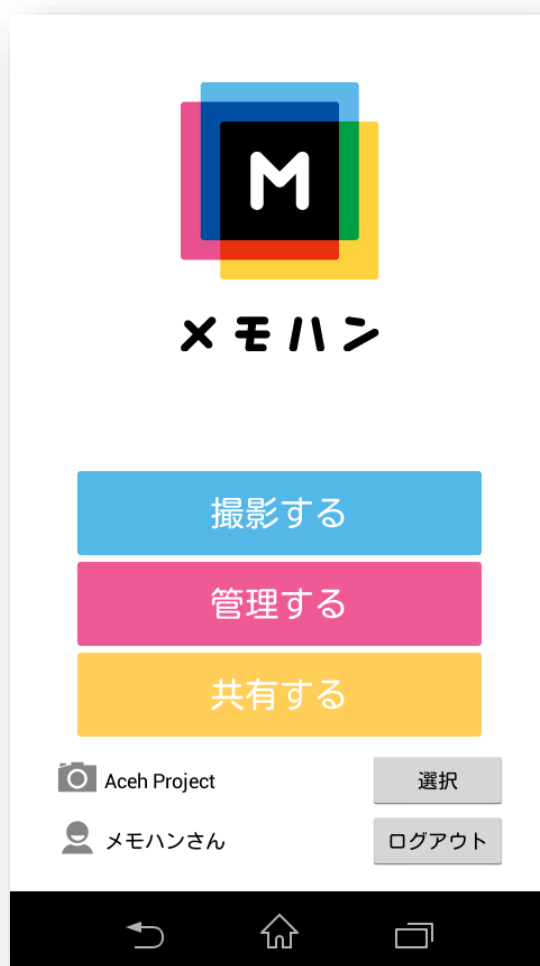 M
メモハン
撮影する
管理する
共有する
Aceh Project
選択
メモハンさん
ログアウト